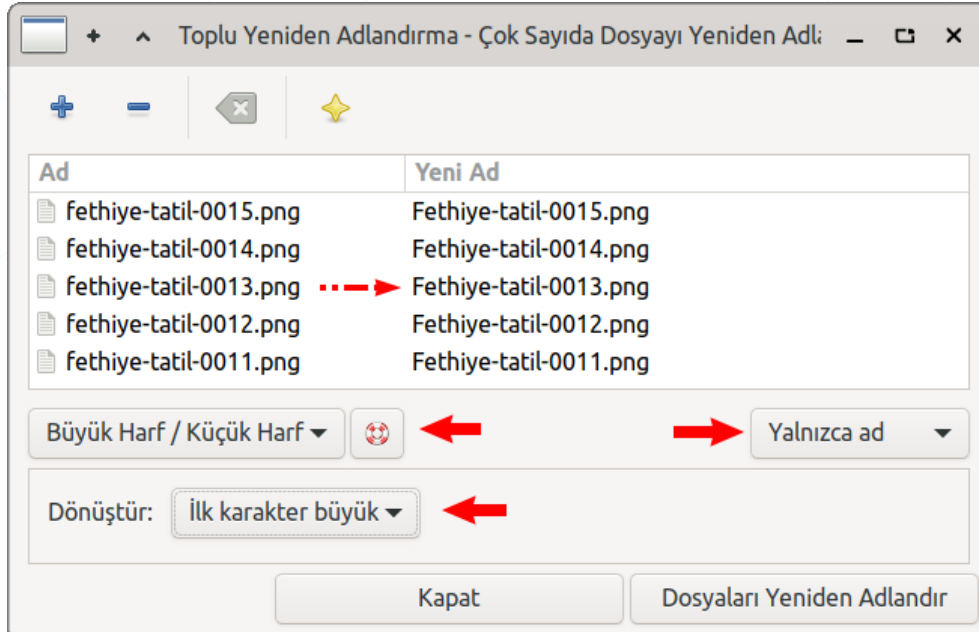 Toplu Yeniden Adlandırma - Çok Sayıda Dosyayı Yeniden
Ad Yeni Ad
fethiye-tatil-0015.png Fethiye-tatil-0015.png
fethiye-tatil-0014.png Fethiye-tatil-0014.png
fethiye-tatil-0013.png Fethiye-tatil-0013.png
fethiye-tatil-0012.png Fethiye-tatil-0012.png
fethiye-tatil-0011.png Fethiye-tatil-0011.png
Büyük Harf / Küçük Harf Yalnızca ad
Dönüştür: İlk karakter büyük
Kapat Dosyaları Yeniden Adlandır